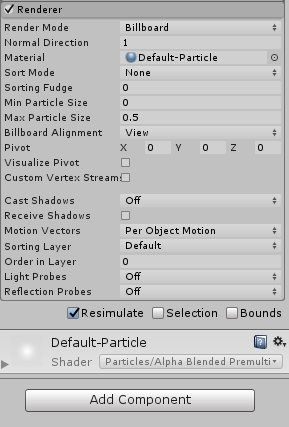 Renderer
Render Mode Billboard
Normal Direction 1
Material Default-Particle
Sort Mode None
Sorting Fudge 0
Min Particle Size 0
Max Particle Size 0.5
Billboard Alignment View
Pivot X 0 Y 0 Z 0
Visualize Pivot
Custom Vertex Stream
Cast Shadows Off
Receive Shadows
Motion Vectors Per Object Motion
Sorting Layer Default
Order in Layer 0
Light Probes Off
Reflection Probes Off
Resimulate Selection Bounds
Default-Particle
Shader Particles/Alpha Blended Premulti
Add Component